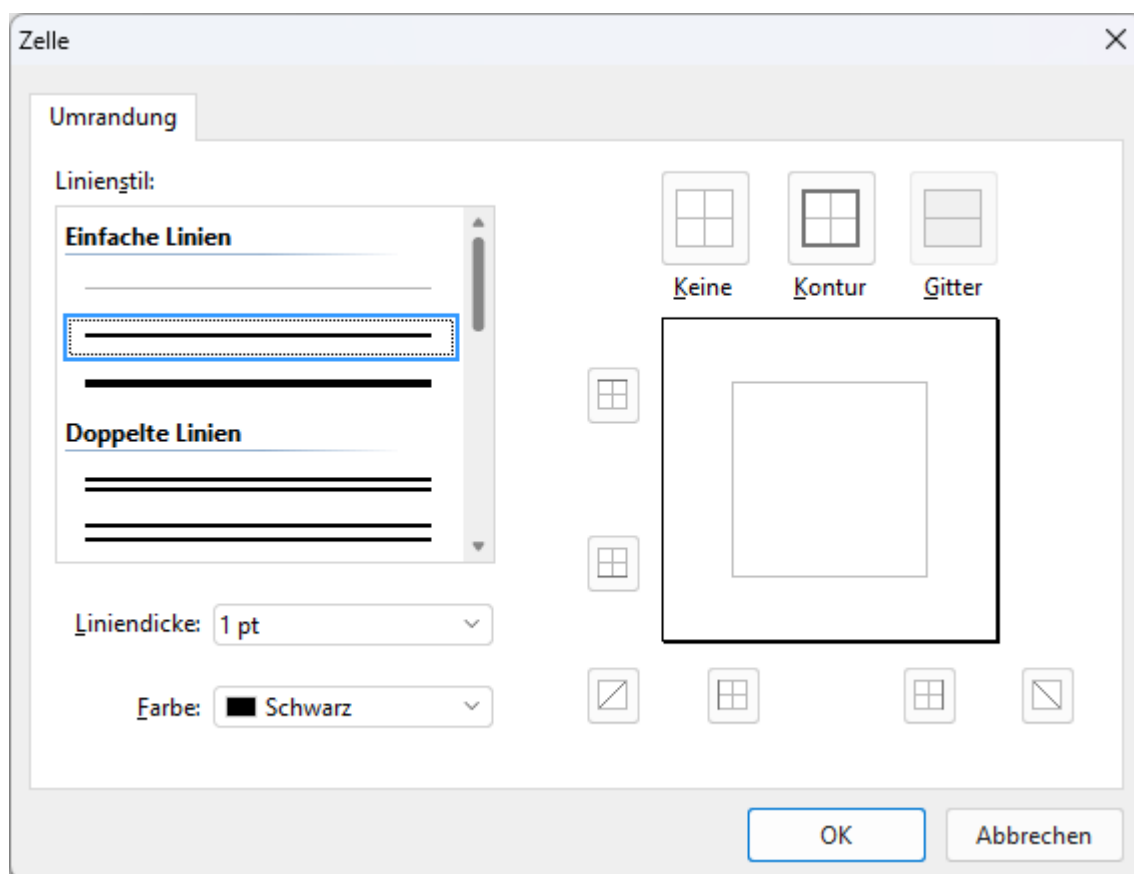 Zelle
Umrandung
Linienstil:
Einfache Linien
Doppelte Linien
Liniendicke: 1 pt
Farbe: Schwarz
Keine Kontur Gitter
OK Abbrechen